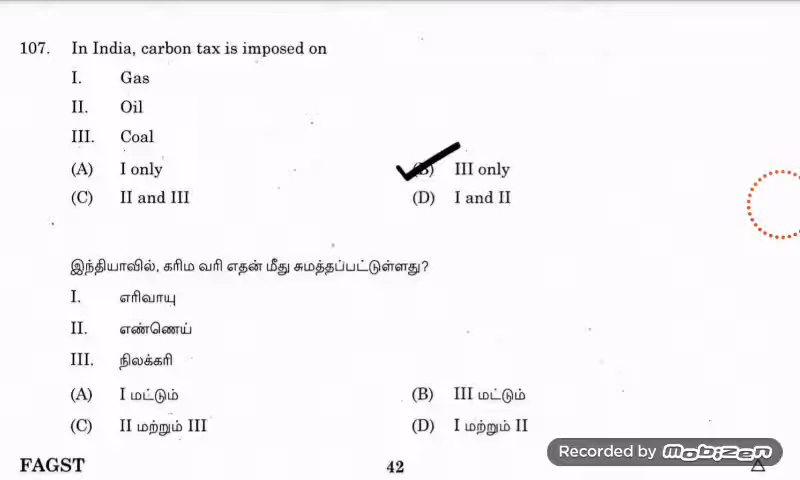 107. In India, carbon tax is imposed on
I. Gas
II. Oil
III. Coal
(A) I only (B) III only
(C) II and III (D) I and II
இந்தியாவில், கரிம வரி எதன் மீது சுமத்தப்பட்டுள்ளது?
I. எரிவாயு
II. எண்ணெய்
III. நிலக்கரி
(A) I மட்டும் (B) III மட்டும்
(C) II மற்றும் III (D) I மற்றும் II
FAGST 42
Recorded by mobizen